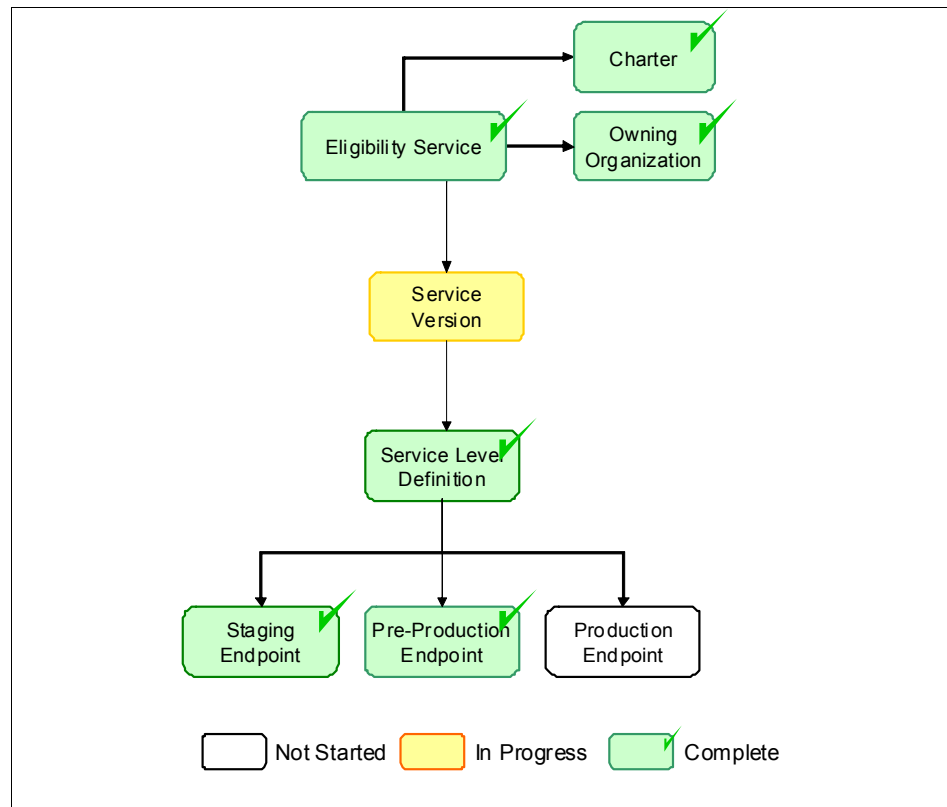 Charter
Eligibility Service
Owning
Organization
Service
Version
Service Level
Definition
Staging
Endpoint
Pre-Production
Endpoint
Production
Endpoint
Not Started
In Progress
Complete